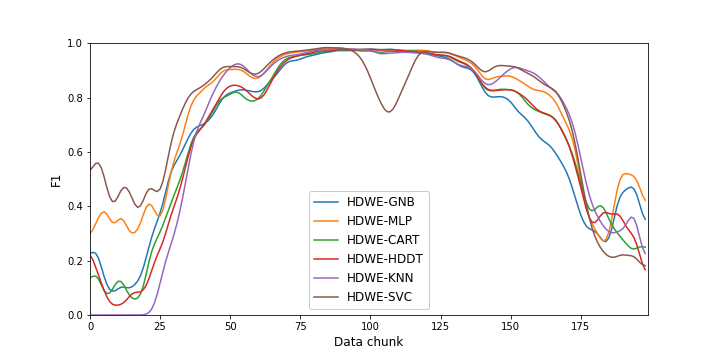 1.0
0.8
0.6
0.4
0.2
0.0
F1
HDWE-GNB
HDWE-MLP
HDWE-CART
HDWE-HDDT
HDWE-KNN
HDWE-SVC
0 25 50 75 100 125 150 175
Data chunk